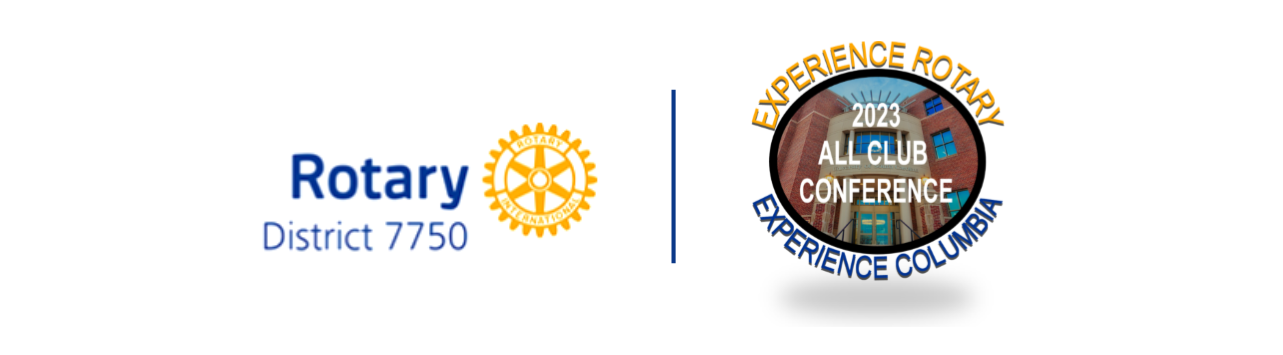 Rotary
District 7750
ROTARY
INTERNATIONAL
EXPERIENCE ROTARY
2023
ALL CLUB
CONFERENCE
EXPERIENCE COLUMBIA